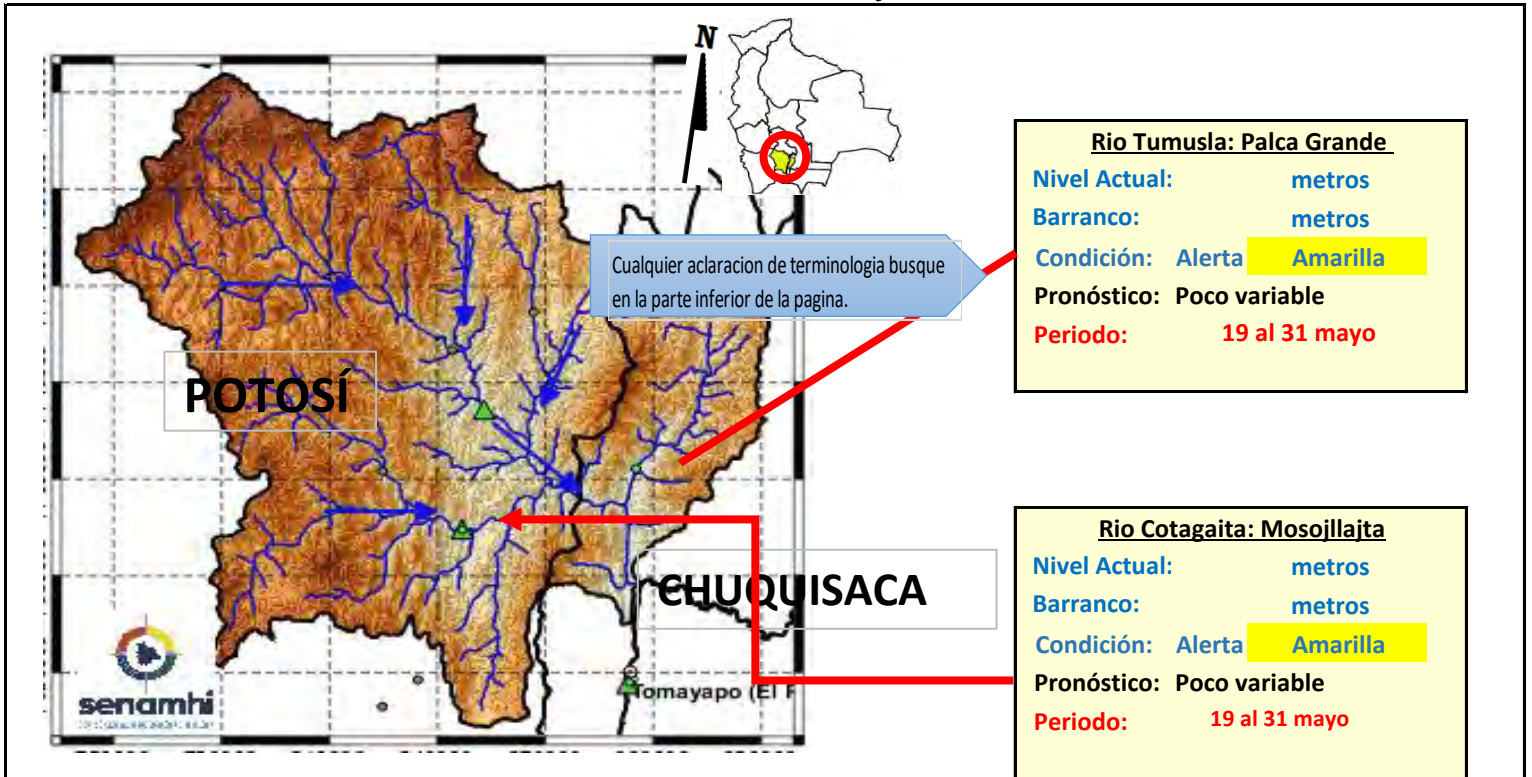 N
Cualquier aclaracion de terminologia busque
en la parte inferior de la pagina.
POTOSÍ
CHUQUISACA
Tomayapo (El
senamhi
Rio Tumusla: Palca Grande
Nivel Actual: metros
Barranco: metros
Condición: Alerta Amarilla
Pronóstico: Poco variable
Periodo: 19 al 31 mayo
Rio Cotagaita: Mosojllajta
Nivel Actual: metros
Barranco: metros
Condición: Alerta Amarilla
Pronóstico: Poco variable
Periodo: 19 al 31 mayo